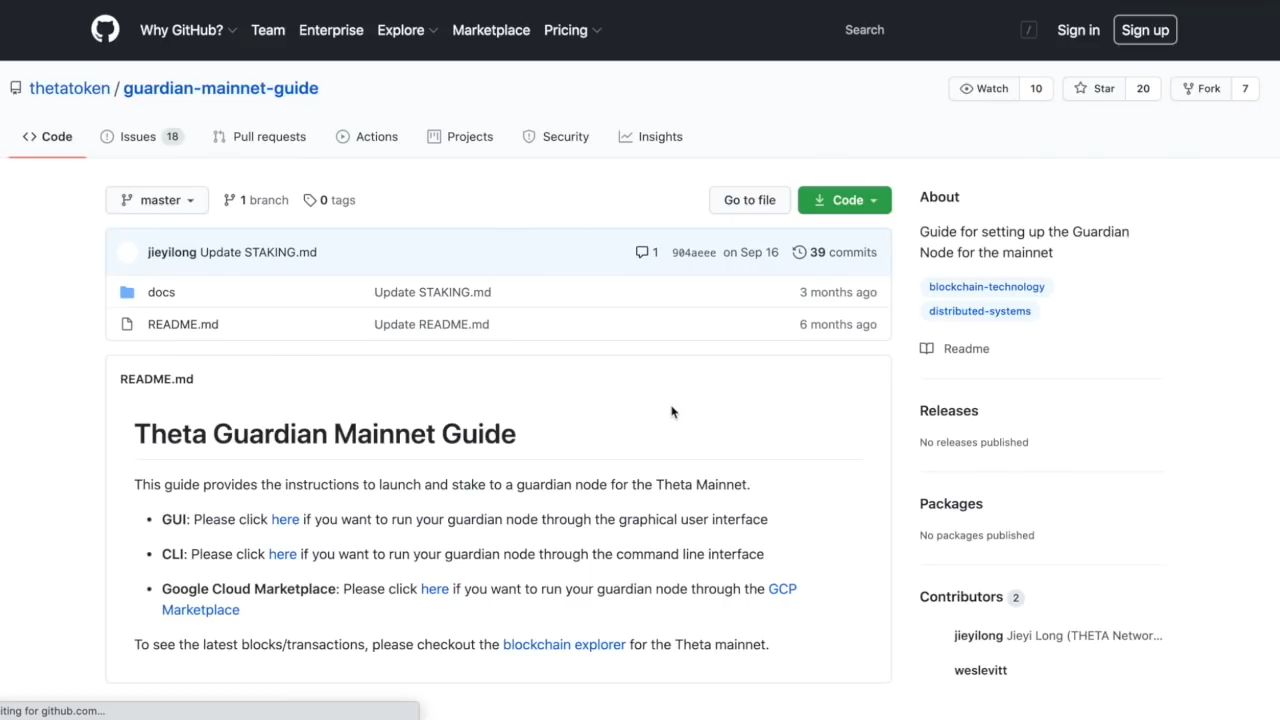 Why GitHub? Team Enterprise Explore Marketplace Pricing Search / Sign in Sign up
thetatoken / guardian-mainnet-guide Watch 10 Star 20 Fork 7
Code Issues 18 Pull requests Actions Projects Security Insights
master 1 branch 0 tags Go to file Code
jieyilong Update STAKING.md 1 904aeee on Sep 16 39 commits
docs Update STAKING.md 3 months ago
README.md Update README.md 6 months ago
README.md
Theta Guardian Mainnet Guide
This guide provides the instructions to launch and stake to a guardian node for the Theta Mainnet.
• GUI: Please click here if you want to run your guardian node through the graphical user interface
• CLI: Please click here if you want to run your guardian node through the command line interface
• Google Cloud Marketplace: Please click here if you want to run your guardian node through the GCP
Marketplace
To see the latest blocks/transactions, please checkout the blockchain explorer for the Theta mainnet.
About
Guide for setting up the Guardian
Node for the mainnet
blockchain-technology
distributed-systems
Readme
Releases
No releases published
Packages
No packages published
Contributors 2
jieyilong Jieyi Long (THETA Networ...
weslevitt
iting for github.com...